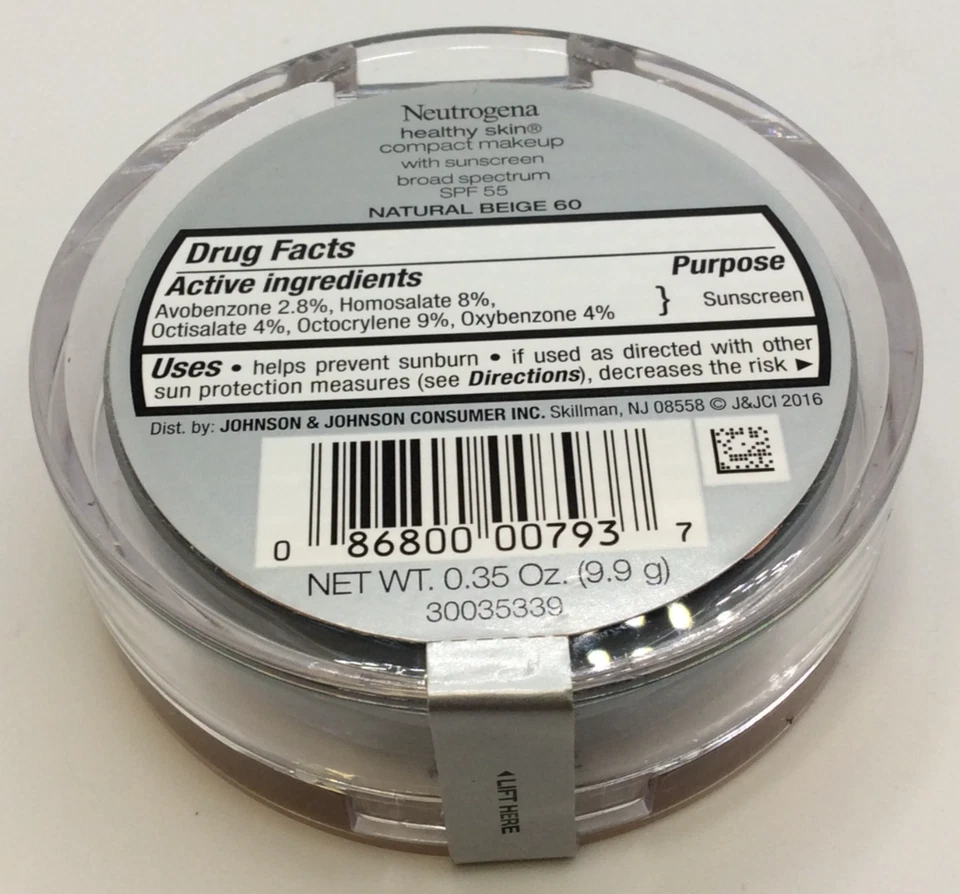 Neutrogena
healthy skin®
compact makeup
with sunscreen
broad spectrum
SPF 55
NATURAL BEIGE 60
Drug Facts
Active ingredients Purpose
Avobenzone 2.8%, Homosalate 8%,
Octisalate 4%, Octocrylene 9%, Oxybenzone 4% } Sunscreen
Uses • helps prevent sunburn • if used as directed with other
sun protection measures (see Directions), decreases the risk ►
Dist. by: JOHNSON & JOHNSON CONSUMER INC. Skillman, NJ 08558 © J&JCI 2016
0 86800 00793 7
NET WT. 0.35 Oz. (9.9 g)
30035339
◄LIFT HERE